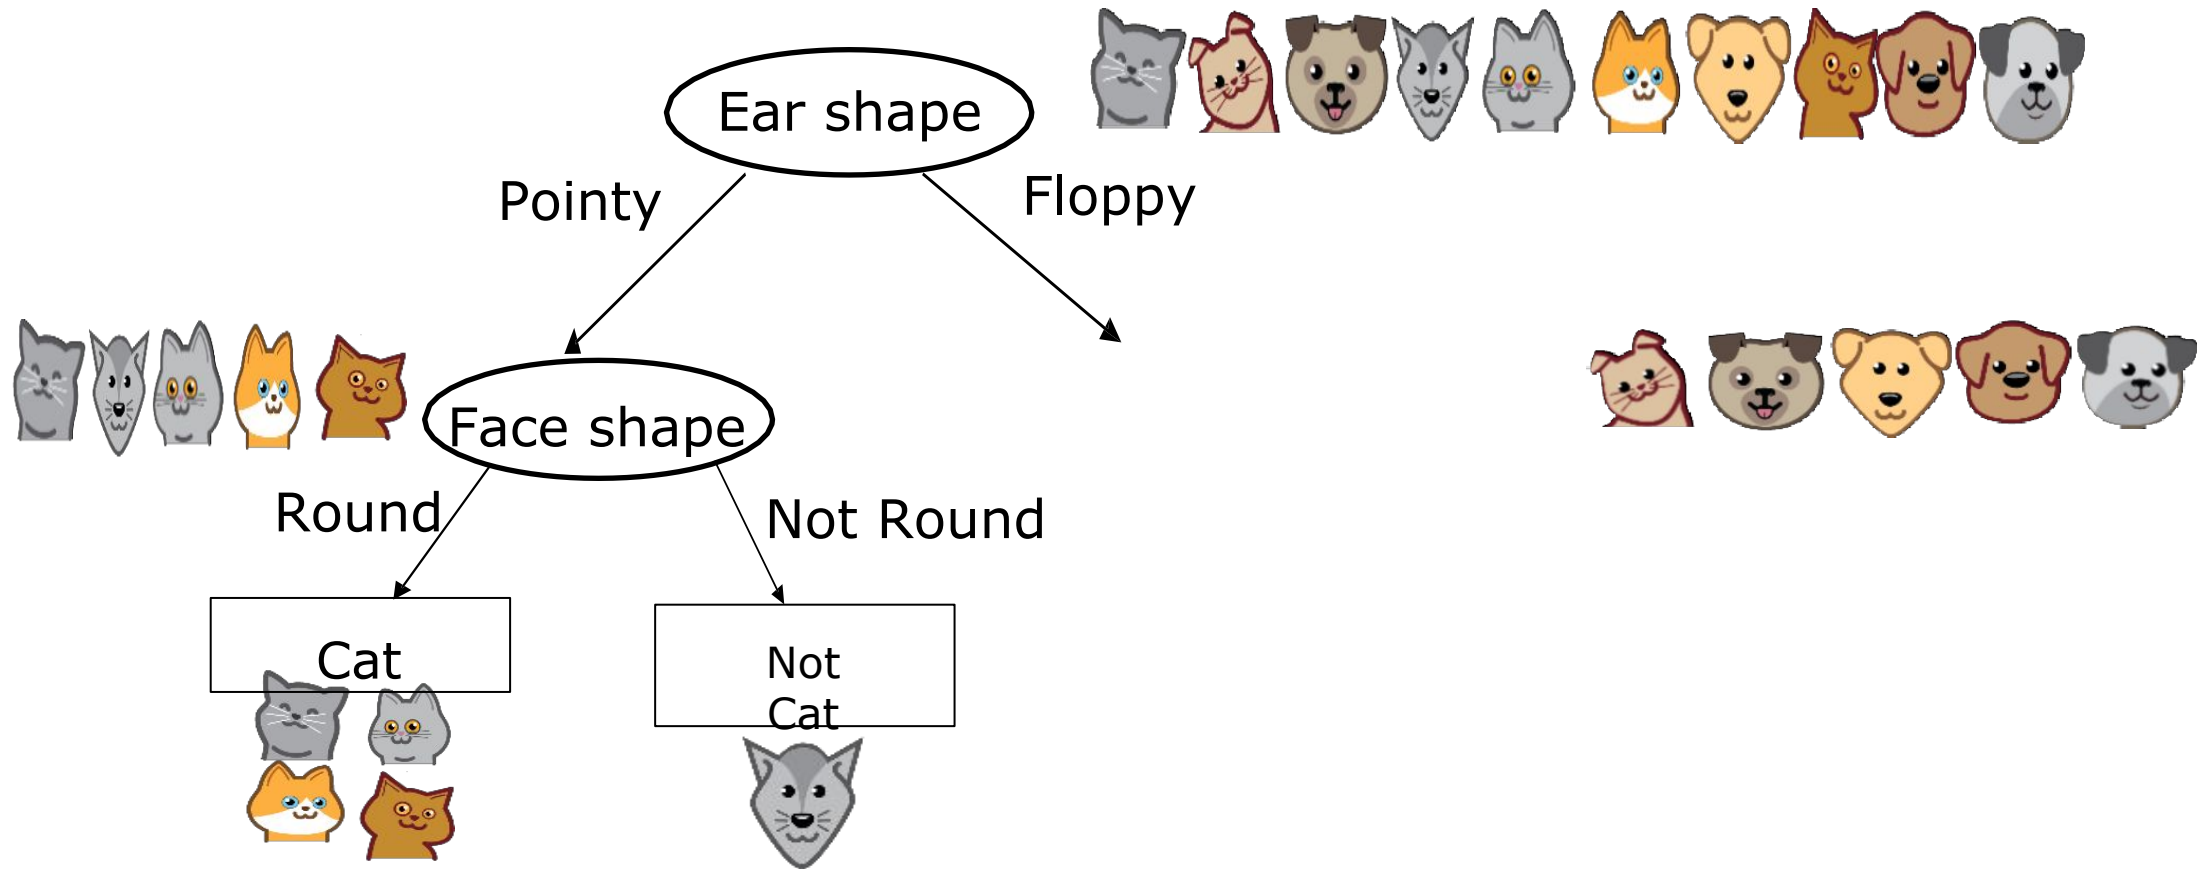 Ear shape
Pointy
Floppy
Face shape
Round
Not Round
Cat
Not
Cat